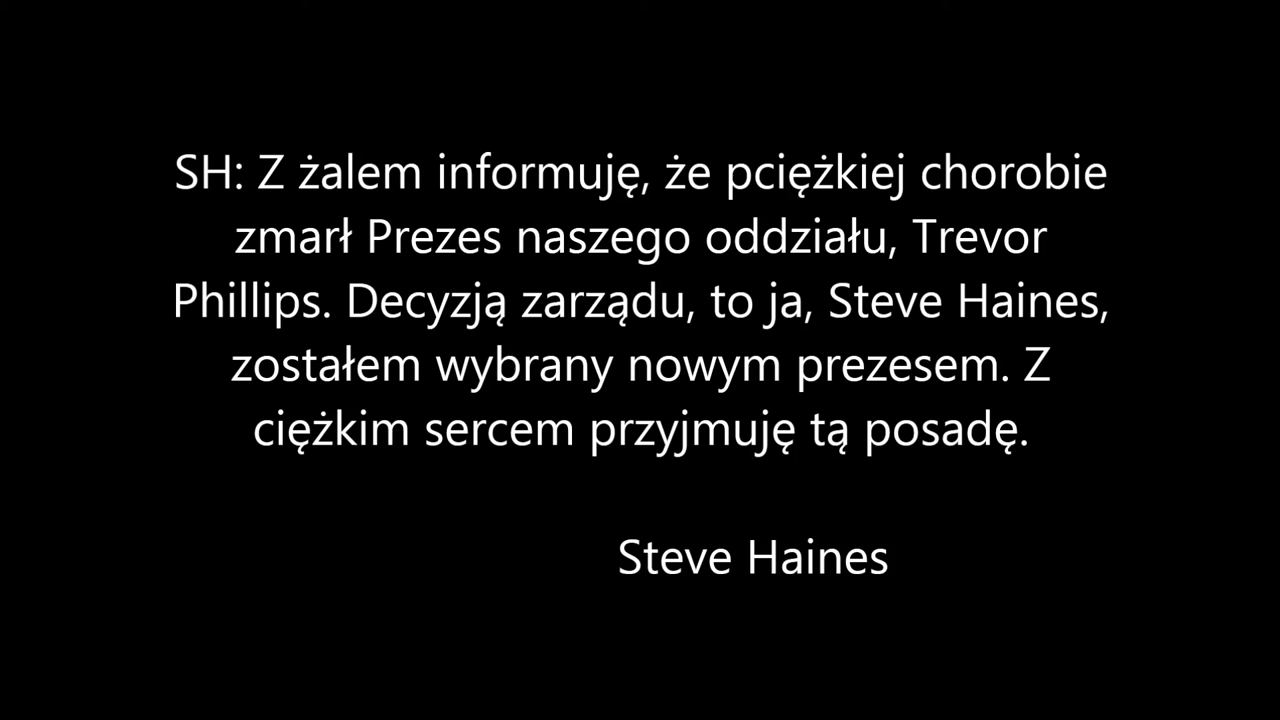 SH: Z żalem informuję, że pciężkiej chorobie
zmarł Prezes naszego oddziału, Trevor
Phillips. Decyzją zarządu, to ja, Steve Haines,
zostałem wybrany nowym prezesem. Z
ciężkim sercem przyjmuję tą posadę.
Steve Haines